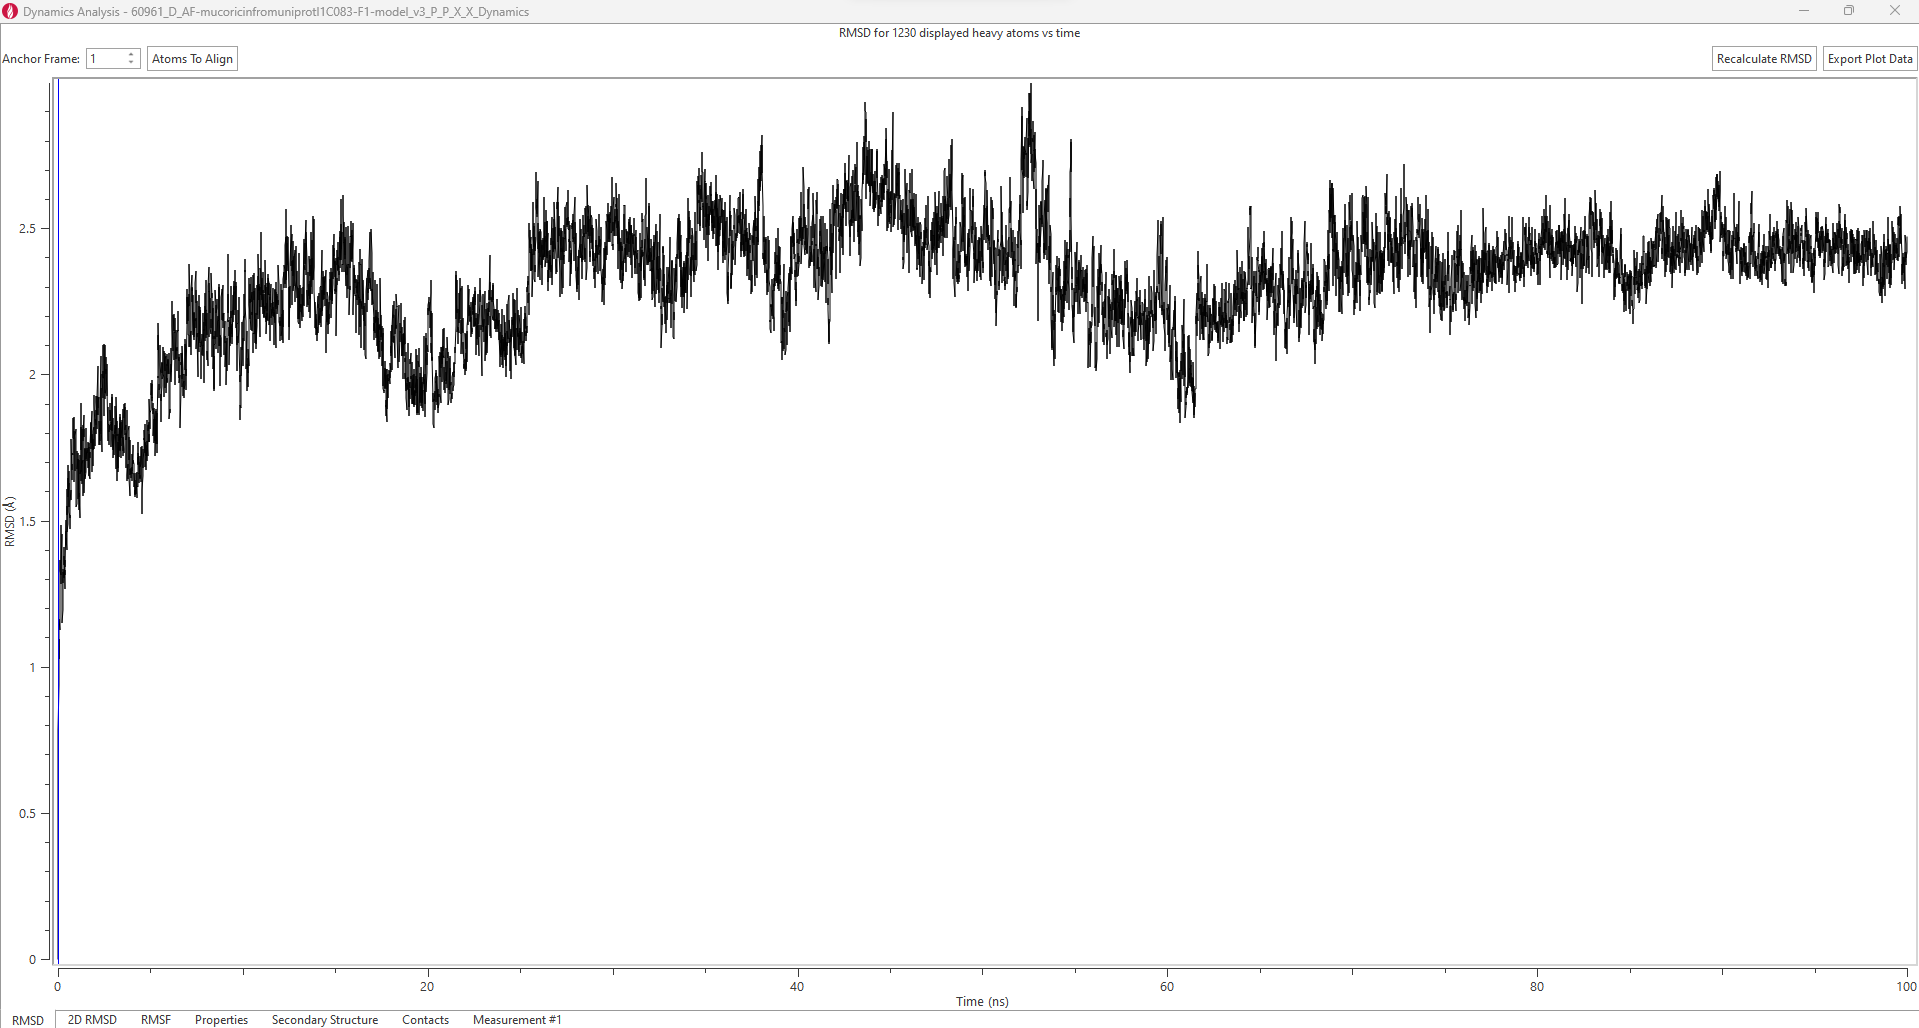 Dynamics Analysis - 60961_D_AF-mucoricinfromuniprotI1C083-F1-model_v3_P_P_X_X_Dynamics
RMSD for 1230 displayed heavy atoms vs time
Anchor Frame: 1 Atoms To Align Recalculate RMSD Export Plot Data
2.5
2
1.5
1
0.5
0
RMSD (Å)
0 20 40 60 80 100
Time (ns)
RMSD 2D RMSD RMSF Properties Secondary Structure Contacts Measurement #1